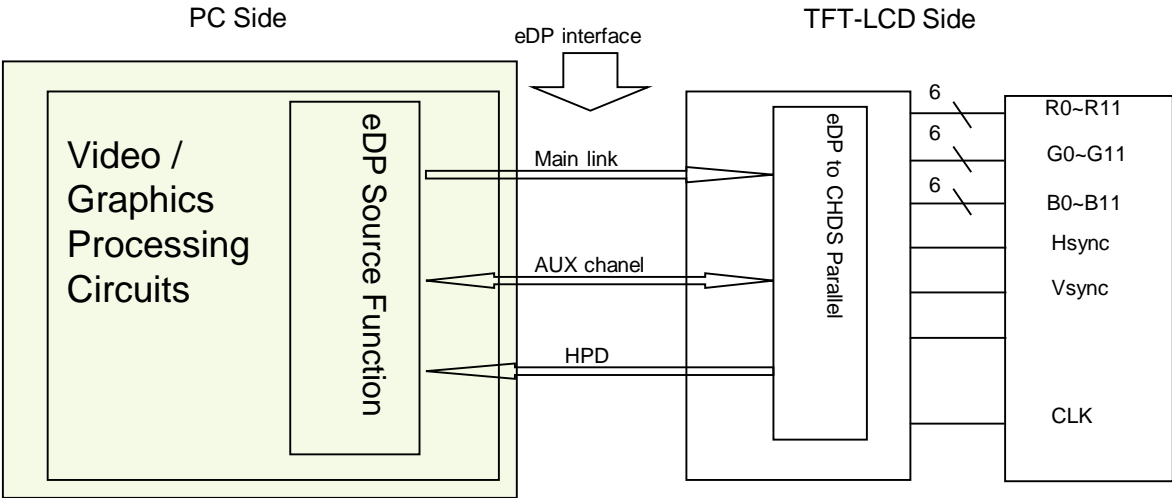 PC Side
TFT-LCD Side
eDP interface
Video /
Graphics
Processing
Circuits
eDP Source Function
Main link
AUX chanel
HPD
eDP to CHDS Parallel
6
R0~R11
6
G0~G11
6
B0~B11
Hsync
Vsync
CLK